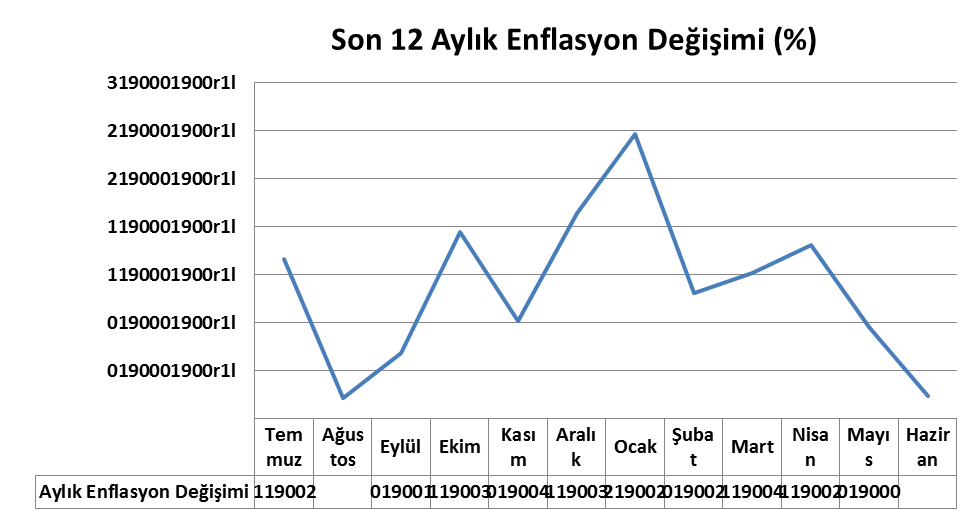 Son 12 Aylık Enflasyon Değişimi (%)
3190001900r1l
2190001900r1l
2190001900r1l
1190001900r1l
1190001900r1l
0190001900r1l
0190001900r1l
Tem
muz
Ağus
tos
Eylül
Ekim
Kası
m
Aralı
k
Ocak
Şuba
t
Mart
Nisa
n
Mayı
s
Hazir
an
Aylık Enflasyon Değişimi 119002 019001 119003 019004 119003 219002 019002 119004 119002 019000